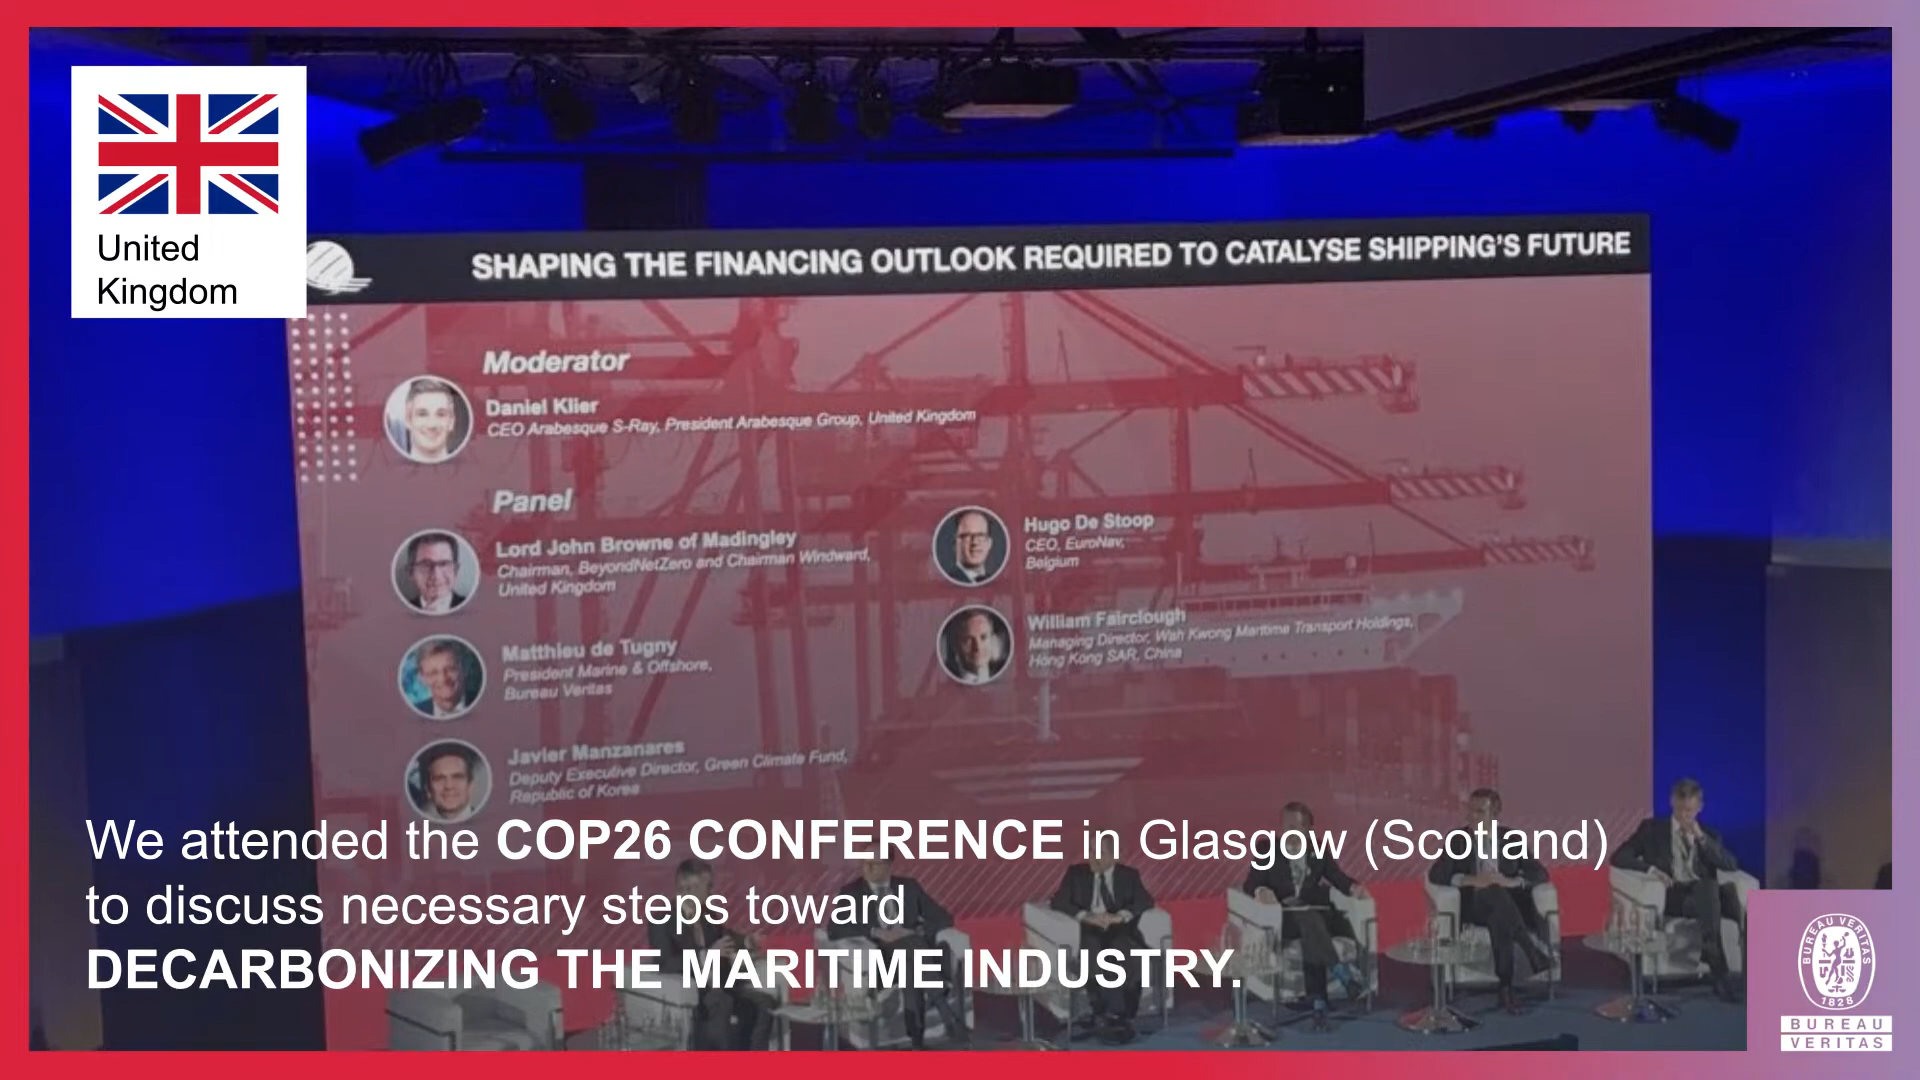 United
Kingdom
SHAPING THE FINANCING OUTLOOK REQUIRED TO CATALYSE SHIPPING'S FUTURE
Moderator
Daniel Klier
CEO Arabesque S-Ray, President Arabesque Group, United Kingdom
Panel
Lord John Browne of Madingley
Chairman, BeyondNetZero and Chairman Windward,
United Kingdom
Matthieu de Tugny
President Marine & Offshore,
Bureau Veritas
Javier Manzanares
Deputy Executive Director, Green Climate Fund,
Republic of Korea
Hugo De Stoop
CEO, EuroNav,
Belgium
William Fairclough
Managing Director, Wah Kwong Maritime Transport Holdings,
Hong Kong SAR, China
We attended the COP26 CONFERENCE in Glasgow (Scotland)
to discuss necessary steps toward
DECARBONIZING THE MARITIME INDUSTRY.
BUREAU VERITAS
1828
BUREAU
VERITAS